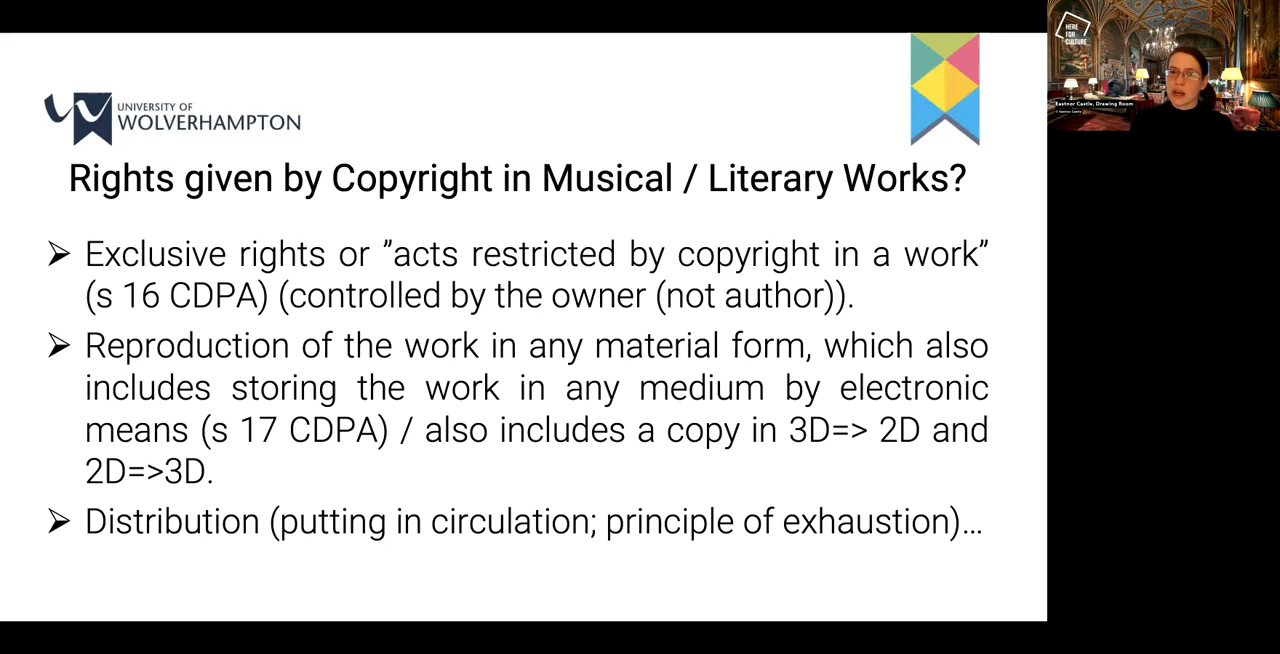 UNIVERSITY OF
WOLVERHAMPTON
Rights given by Copyright in Musical / Literary Works?
➢ Exclusive rights or ”acts restricted by copyright in a work”
(s 16 CDPA) (controlled by the owner (not author)).
➢ Reproduction of the work in any material form, which also
includes storing the work in any medium by electronic
means (s 17 CDPA) / also includes a copy in 3D=> 2D and
2D=>3D.
➢ Distribution (putting in circulation; principle of exhaustion)…
HERE
FOR
CULTURE
Eastnor Castle, Drawing Room
© Eastnor Castle